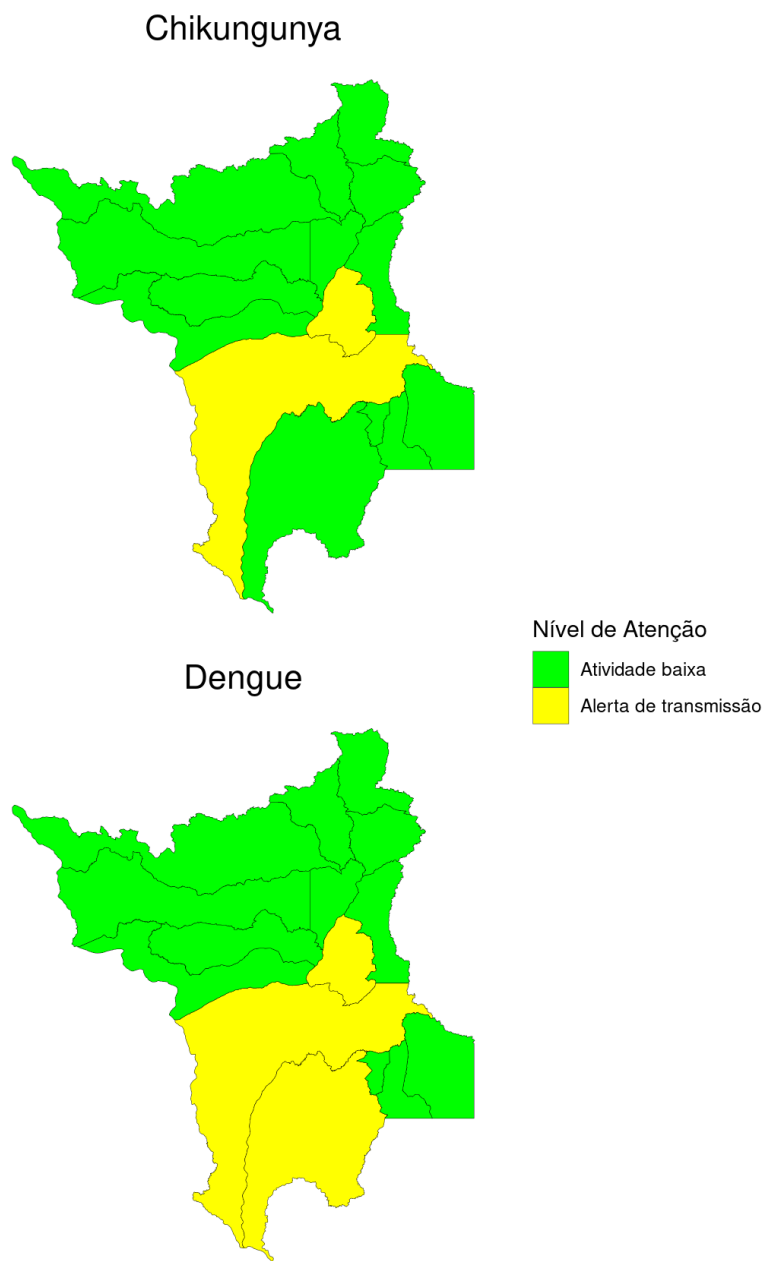 Chikungunya
Nível de Atenção
Atividade baixa
Alerta de transmissão
Dengue